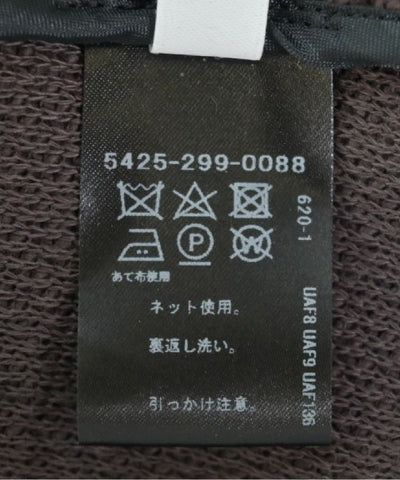 5425-299-0088
P
W
あて布使用
ネット使用。
裏返し洗い。
引っかけ注意。
620-1
UAF8 UAF9 UAF136